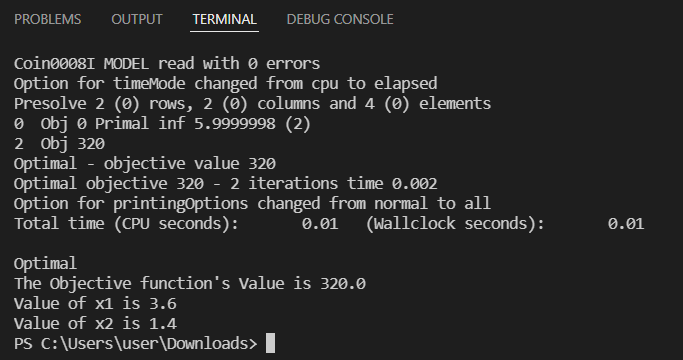 PROBLEMS OUTPUT TERMINAL DEBUG CONSOLE
Coin0008I MODEL read with 0 errors
Option for timeMode changed from cpu to elapsed
Presolve 2 (0) rows, 2 (0) columns and 4 (0) elements
0  Obj 0 Primal inf 5.9999998 (2)
2  Obj 320
Optimal - objective value 320
Optimal objective 320 - 2 iterations time 0.002
Option for printingOptions changed from normal to all
Total time (CPU seconds):       0.01   (Wallclock seconds):       0.01
Optimal
The Objective function's Value is 320.0
Value of x1 is 3.6
Value of x2 is 1.4
PS C:\Users\user\Downloads>